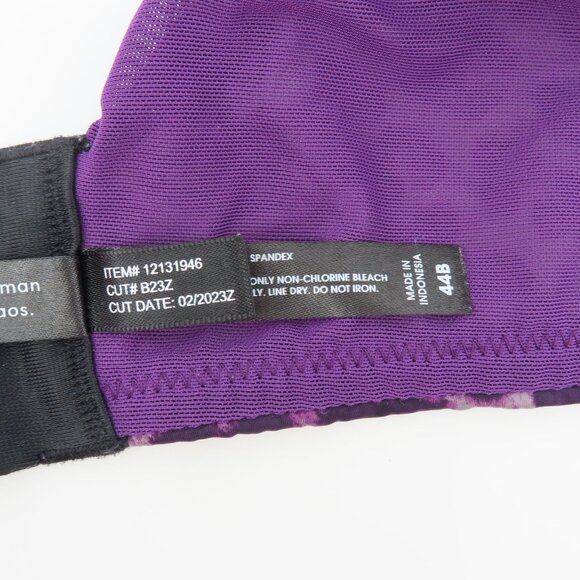 man
os.
ITEM# 12131946
CUT# B23Z
CUT DATE: 02/2023Z
SPANDEX
ONLY NON-CHLORINE BLEACH
LY. LINE DRY. DO NOT IRON.
MADE IN
INDONESIA
44B